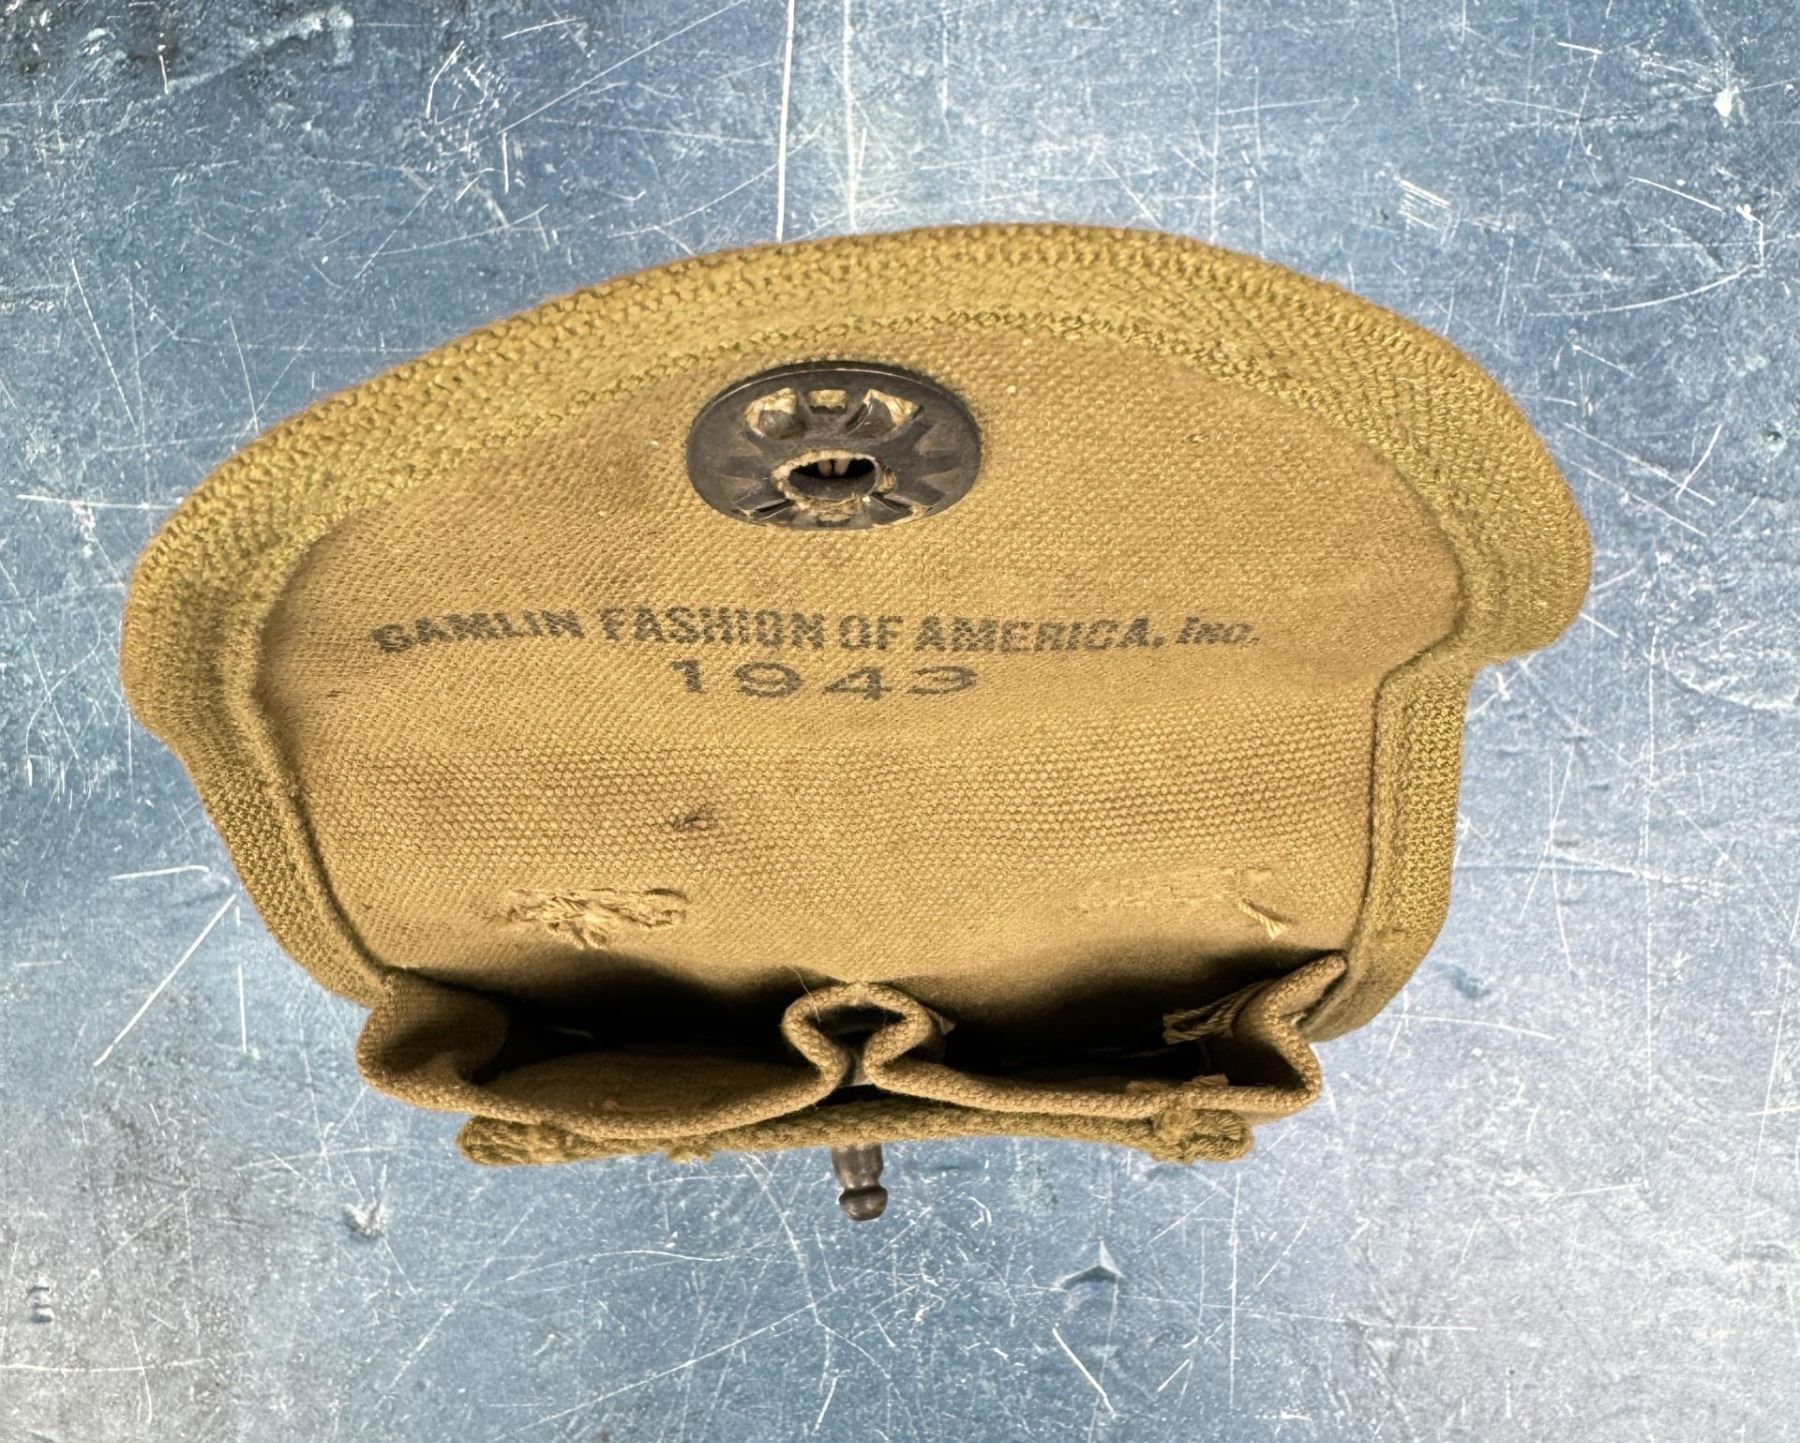 GAMLIN FASHION OF AMERICA, INC.
1943